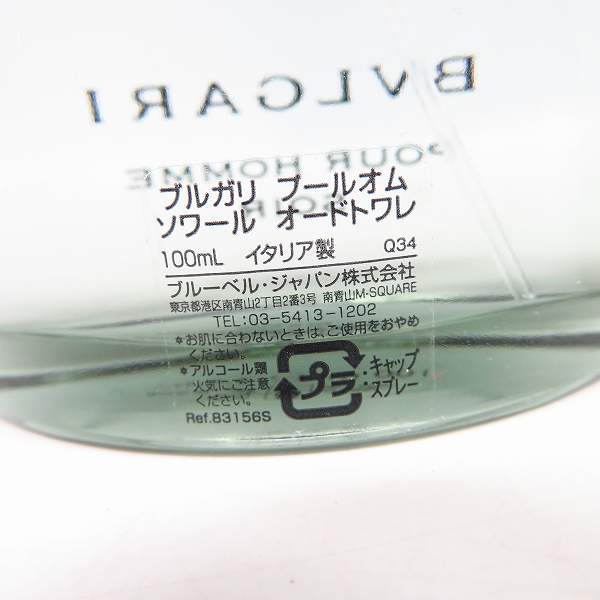 BVLGARI
POUR HOMME
SOIR
ブルガリ プールオム
ソワール オードトワレ
100mL イタリア製 Q34
ブルーベル・ジャパン株式会社
東京都港区南青山2丁目2番3号 南青山M-SQUARE
TEL:03-5413-1202
*お肌に合わないときは、ご使用をおやめ
ください。
*アルコール類
火気にご注意
ください。
プラ
・キャップ
・スプレー
Ref.83156S